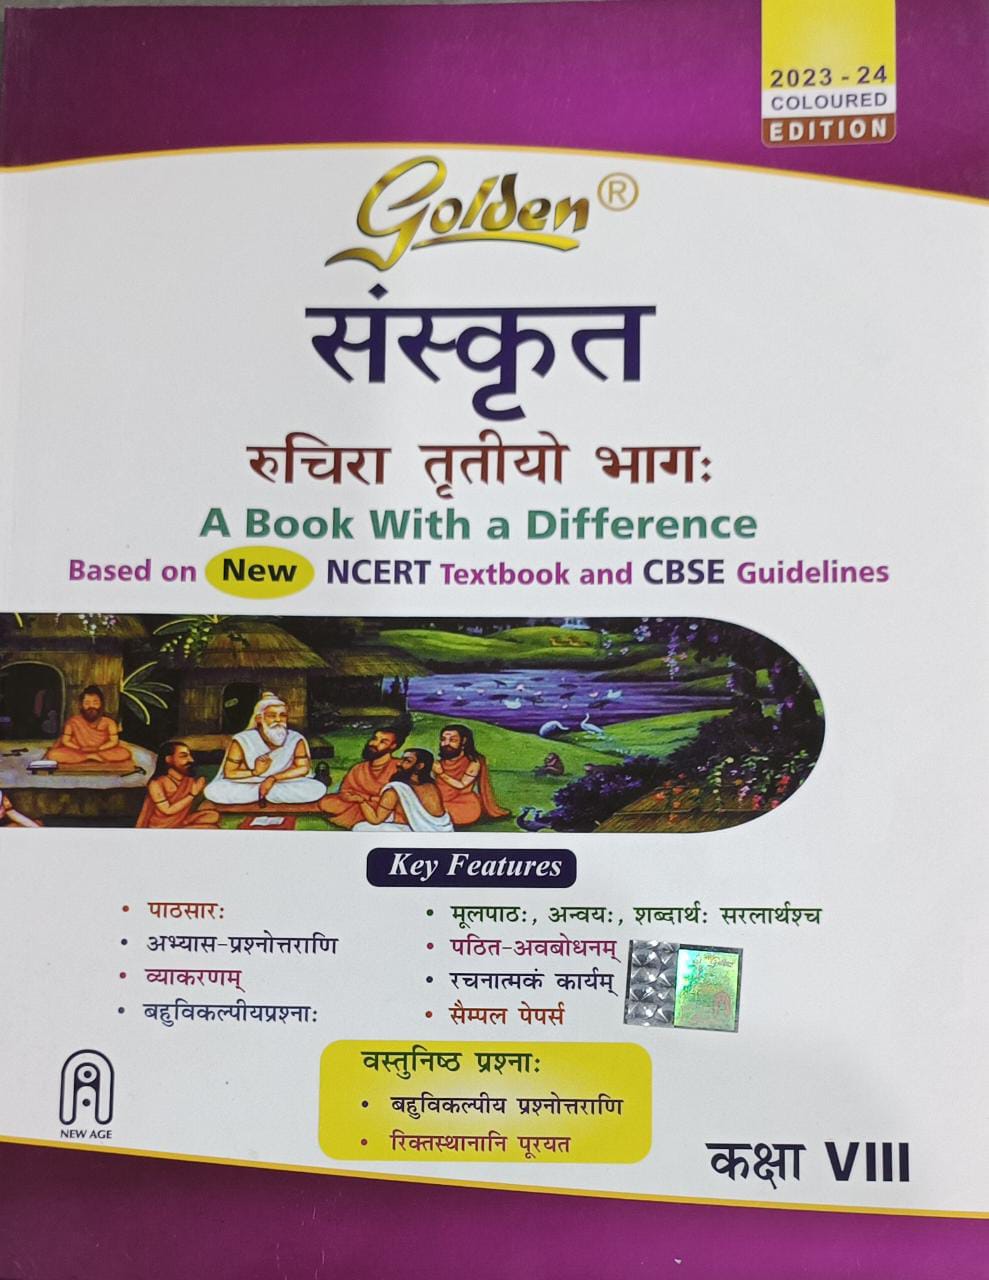 2023 - 24
COLOURED
EDITION
Golden ®
संस्कृत
रुचिरा तृतीयो भागः
A Book With a Difference
Based on New NCERT Textbook and CBSE Guidelines
Key Features
• पाठसारः
• अभ्यास-प्रश्नोत्तराणि
• व्याकरणम्
• बहुविकल्पीयप्रश्नाः
• मूलपाठः, अन्वयः, शब्दार्थः सरलार्थश्च
• पठित-अवबोधनम्
• रचनात्मकं कार्यम्
• सैम्पल पेपर्स
वस्तुनिष्ठ प्रश्नाः
• बहुविकल्पीय प्रश्नोत्तराणि
• रिक्तस्थानानि पूरयत
NEW AGE
कक्षा VIII